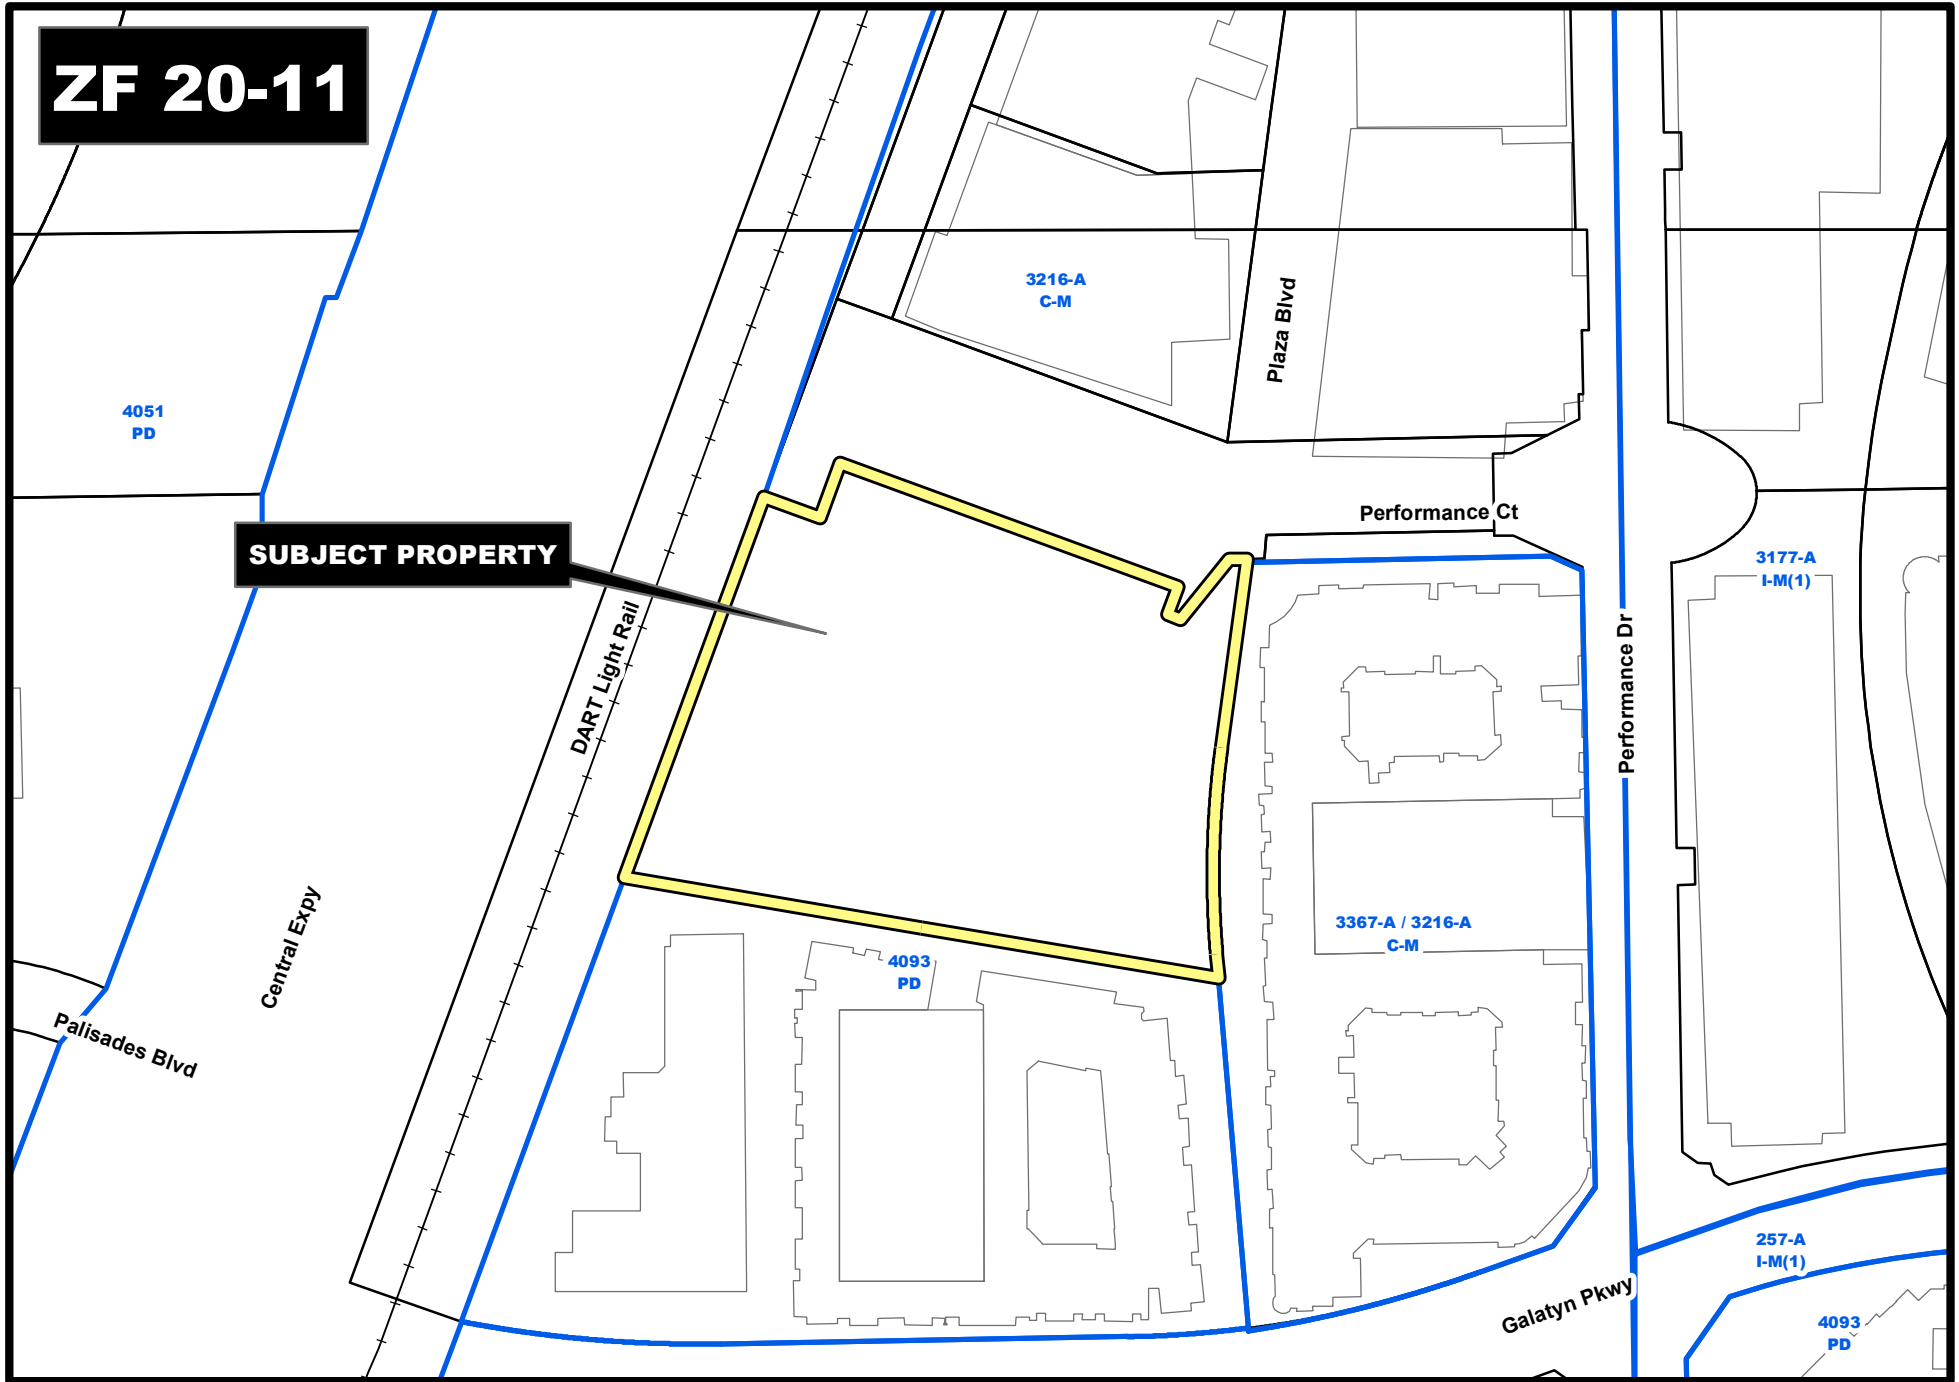 ZF 20-11
3216-A
C-M
Plaza Blvd
4051
PD
Performance Ct
SUBJECT PROPERTY
3177-A
I-M(1)
DART Light Rail
Performance Dr
Central Expy
3367-A / 3216-A
C-M
4093
PD
Palisades Blvd
257-A
I-M(1)
Galatyn Pkwy
4093
PD